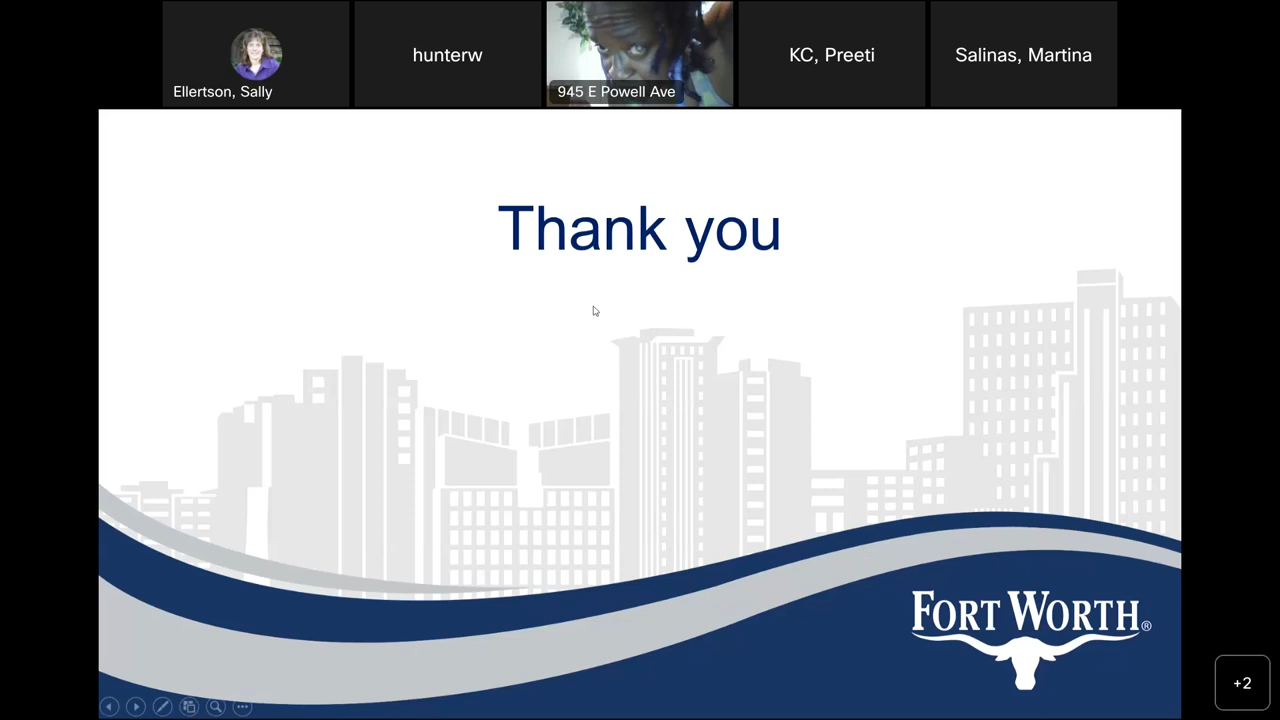 Ellertson, Sally
hunterw
945 E Powell Ave
KC, Preeti
Salinas, Martina
Thank you
FORT WORTH®
+2